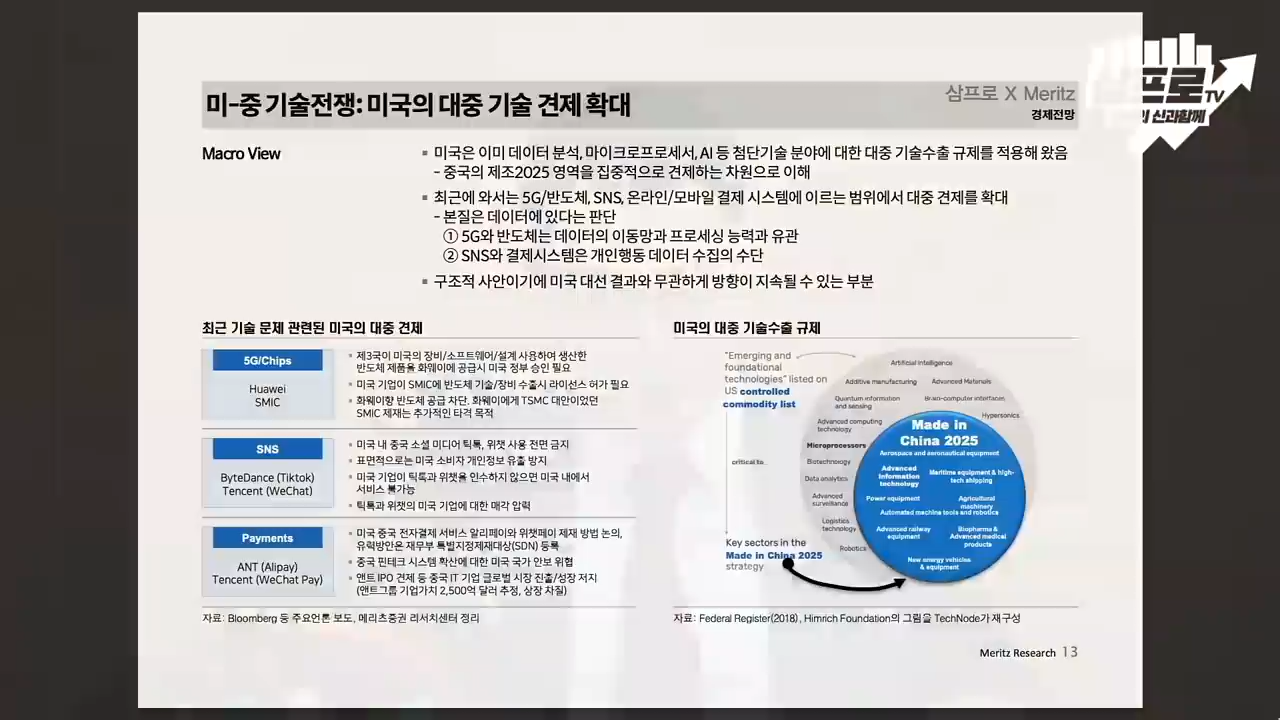 미-중 기술전쟁: 미국의 대중 기술 견제 확대
삼프로 X Meritz
경제전망
프로TV
의 신과함께
Macro View
▪ 미국은 이미 데이터 분석, 마이크로프로세서, AI 등 첨단기술 분야에 대한 대중 기술수출 규제를 적용해 왔음
- 중국의 제조2025 영역을 집중적으로 견제하는 차원으로 이해
▪ 최근에 와서는 5G/반도체, SNS, 온라인/모바일 결제 시스템에 이르는 범위에서 대중 견제를 확대
- 본질은 데이터에 있다는 판단
① 5G와 반도체는 데이터의 이동망과 프로세싱 능력과 유관
② SNS와 결제시스템은 개인행동 데이터 수집의 수단
▪ 구조적 사안이기에 미국 대선 결과와 무관하게 방향이 지속될 수 있는 부분
최근 기술 문제 관련된 미국의 대중 견제
5G/Chips
Huawei
SMIC
▪ 제3국이 미국의 장비/소프트웨어/설계 사용하여 생산한
반도체 제품을 화웨이에 공급시 미국 정부 승인 필요
▪ 미국 기업이 SMIC에 반도체 기술/장비 수출시 라이선스 허가 필요
▪ 화웨이향 반도체 공급 차단. 화웨이에게 TSMC 대안이었던
SMIC 제재는 추가적인 타격 목적
SNS
ByteDance (Tiktok)
Tencent (WeChat)
▪ 미국 내 중국 소셜 미디어 틱톡, 위챗 사용 전면 금지
▪ 표면적으로는 미국 소비자 개인정보 유출 방지
▪ 미국 기업이 틱톡과 위챗을 인수하지 않으면 미국 내에서
서비스 불가능
▪ 틱톡과 위챗의 미국 기업에 대한 매각 압력
Payments
ANT (Alipay)
Tencent (WeChat Pay)
▪ 미국 중국 전자결제 서비스 알리페이와 위챗페이 제재 방법 논의,
유력방안은 재무부 특별지정제재대상(SDN) 등록
▪ 중국 핀테크 시스템 확산에 대한 미국 국가 안보 위협
▪ 앤트 IPO 견제 등 중국 IT 기업 글로벌 시장 진출/성장 저지
(앤트그룹 기업가치 2,500억 달러 추정, 상장 차질)
자료: Bloomberg 등 주요언론 보도, 메리츠증권 리서치센터 정리
미국의 대중 기술수출 규제
"Emerging and
foundational
technologies" listed on
US controlled
commodity list
critical to..
Key sectors in the
Made in China 2025
strategy
Artificial Intelligence
Additive manufacturing
Advanced Materials
Quantum information
and sensing
Brain-computer interfaces
Hypersonics
Advanced computing
technology
Microprocessors
Biotechnology
Data analytics
Advanced
surveillance
Logistics
technology
Robotics
Made in
China 2025
Aerospace and aeronautical equipment
Advanced
Information
technology
Maritime equipment & high-
tech shipping
Power equipment
Agricultural
machinery
Automated machine tools and robotics
Advanced railway
equipment
Biopharma &
Advanced medical
products
New energy vehicles
& equipment
자료: Federal Register(2018), Himrich Foundation의 그림을 TechNode가 재구성
Meritz Research 13